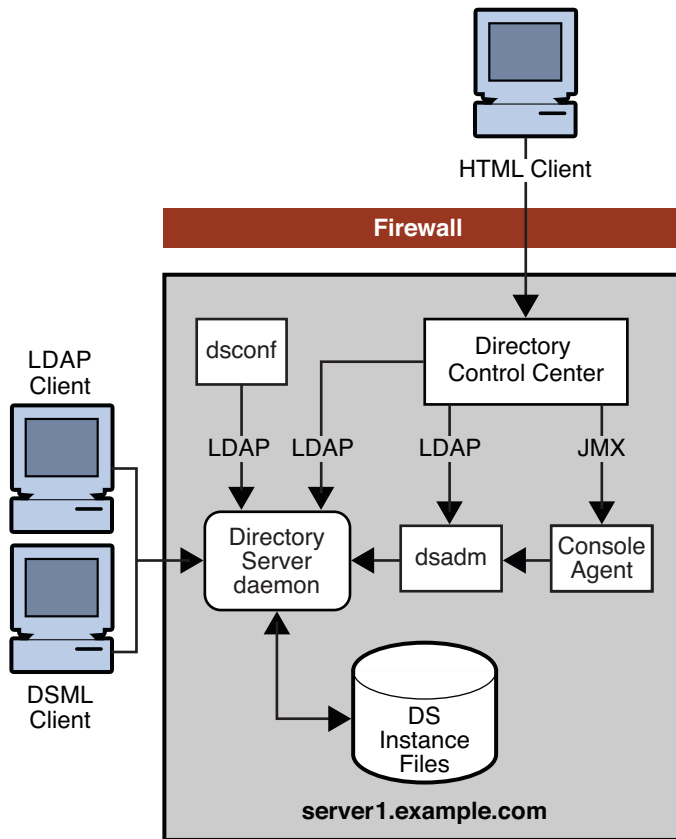 HTML Client
Firewall
dsconf
Directory
Control Center
LDAP
Client
LDAP
LDAP
LDAP
JMX
Directory
Server
daemon
dsadm
Console
Agent
DSML
Client
DS
Instance
Files
server1.example.com